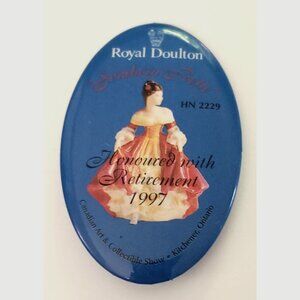 Royal Doulton
Southern Belle
HN 2229
Honoured with
Retirement
1997
Canadian Art & Collectible Show • Kitchener, Ontario